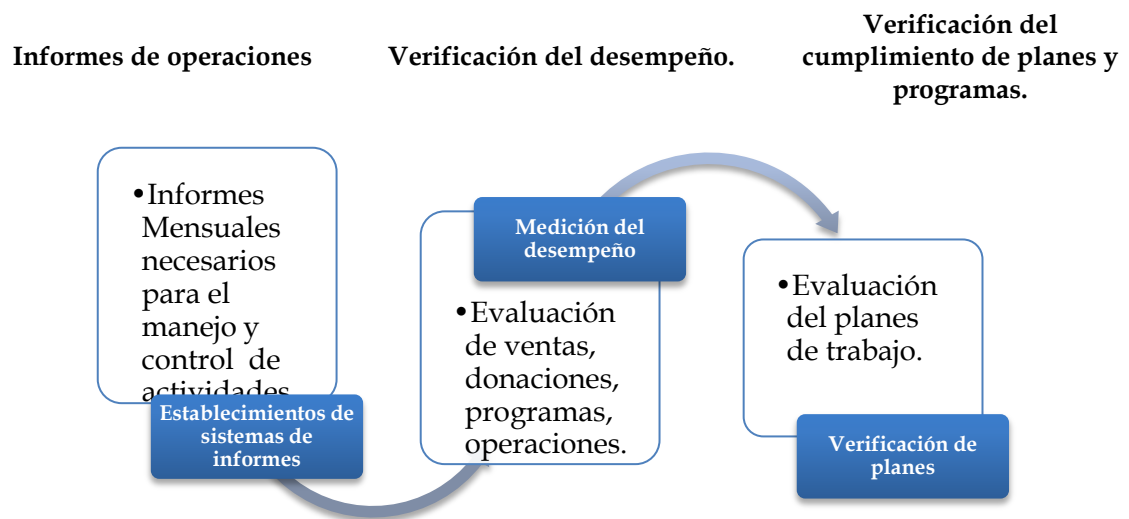 Informes de operaciones
Verificación del desempeño.
Verificación del
cumplimiento de planes y
programas.
•Informes
Mensuales
necesarios
para el
manejo y
control de
actividades
Establecimientos de
sistemas de
informes
Medición del
desempeño
•Evaluación
de ventas,
donaciones,
programas,
operaciones.
•Evaluación
del planes
de trabajo.
Verificación de
planes